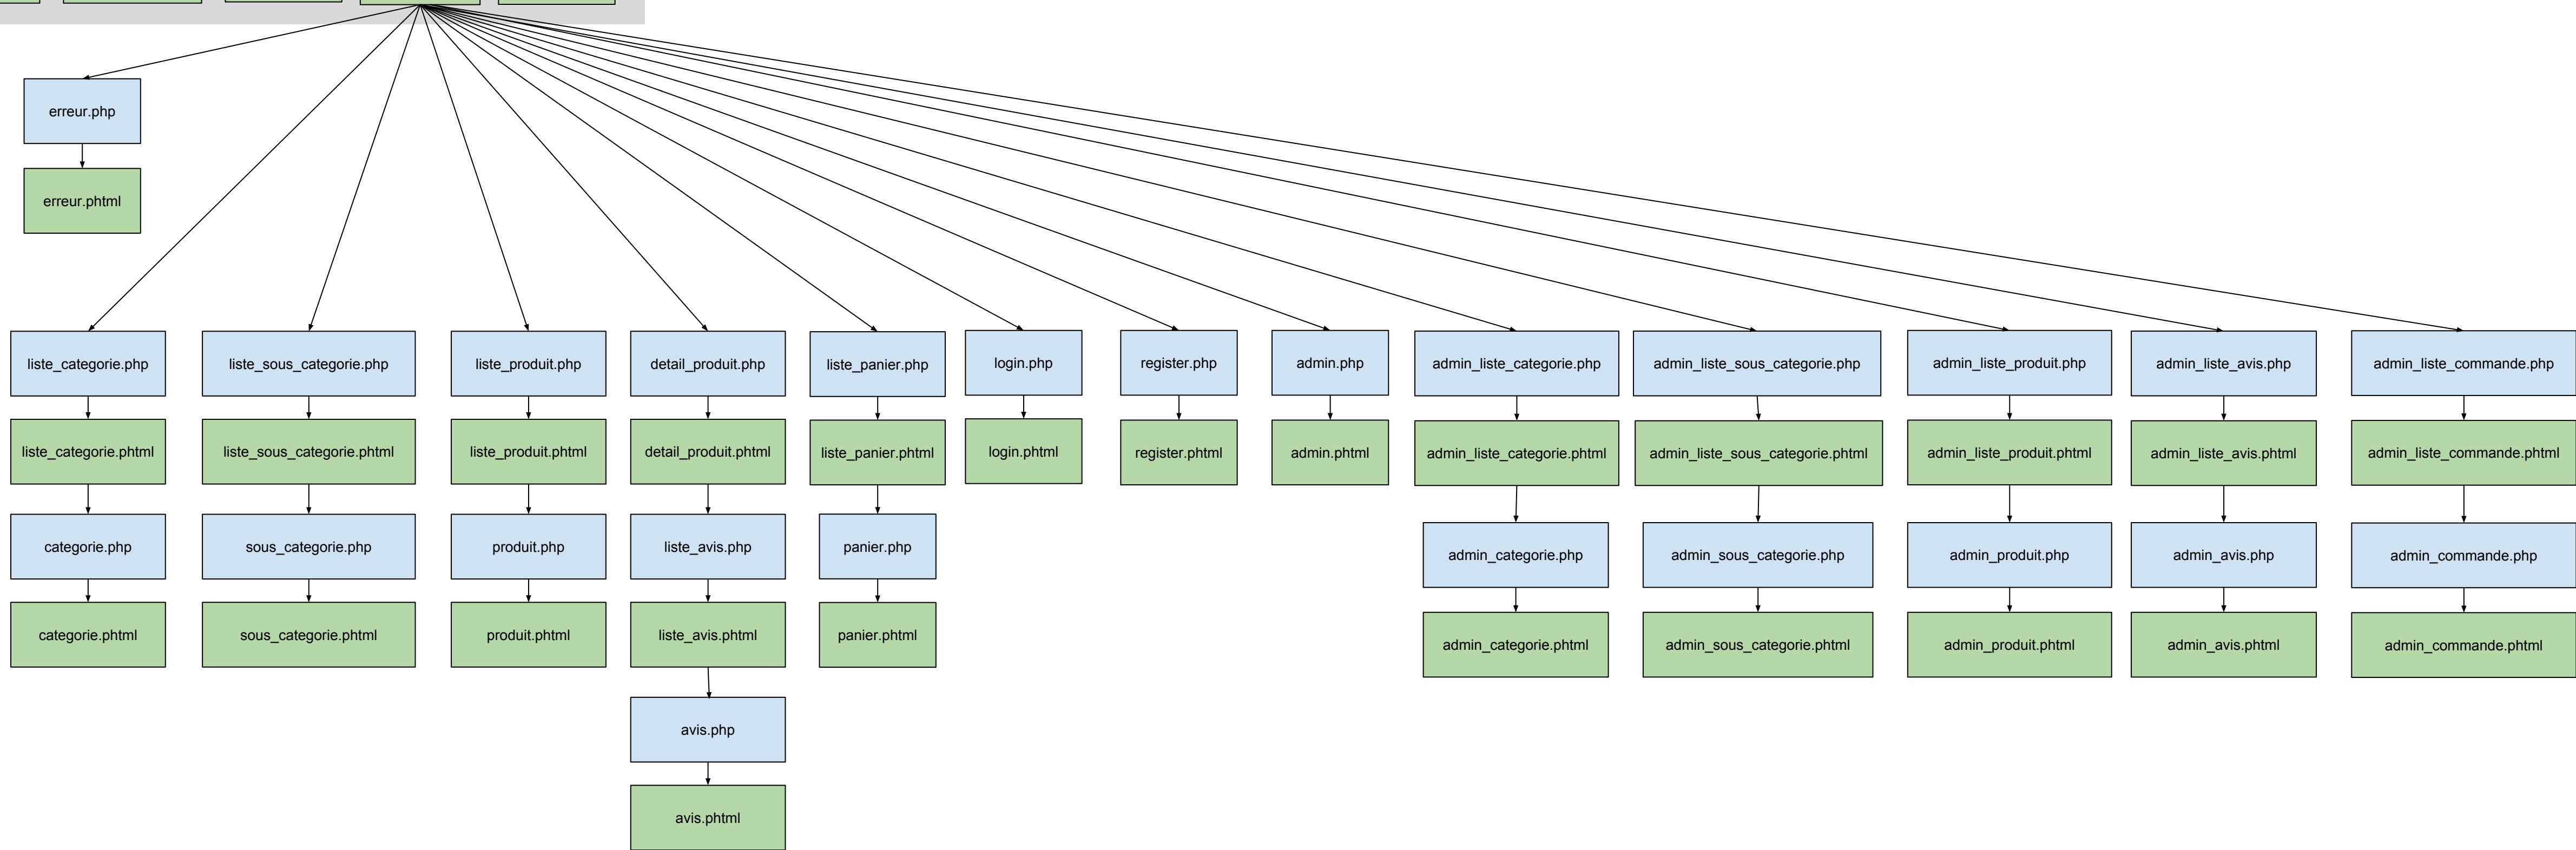 erreur.php
erreur.phtml
liste_categorie.php
liste_sous_categorie.php
liste_produit.php
detail_produit.php
liste_panier.php
login.php
register.php
admin.php
admin_liste_categorie.php
admin_liste_sous_categorie.php
admin_liste_produit.php
admin_liste_avis.php
admin_liste_commande.php
liste_categorie.phtml
liste_sous_categorie.phtml
liste_produit.phtml
detail_produit.phtml
liste_panier.phtml
login.phtml
register.phtml
admin.phtml
admin_liste_categorie.phtml
admin_liste_sous_categorie.phtml
admin_liste_produit.phtml
admin_liste_avis.phtml
admin_liste_commande.phtml
categorie.php
sous_categorie.php
produit.php
liste_avis.php
panier.php
admin_categorie.php
admin_sous_categorie.php
admin_produit.php
admin_avis.php
admin_commande.php
categorie.phtml
sous_categorie.phtml
produit.phtml
liste_avis.phtml
panier.phtml
admin_categorie.phtml
admin_sous_categorie.phtml
admin_produit.phtml
admin_avis.phtml
admin_commande.phtml
avis.php
avis.phtml